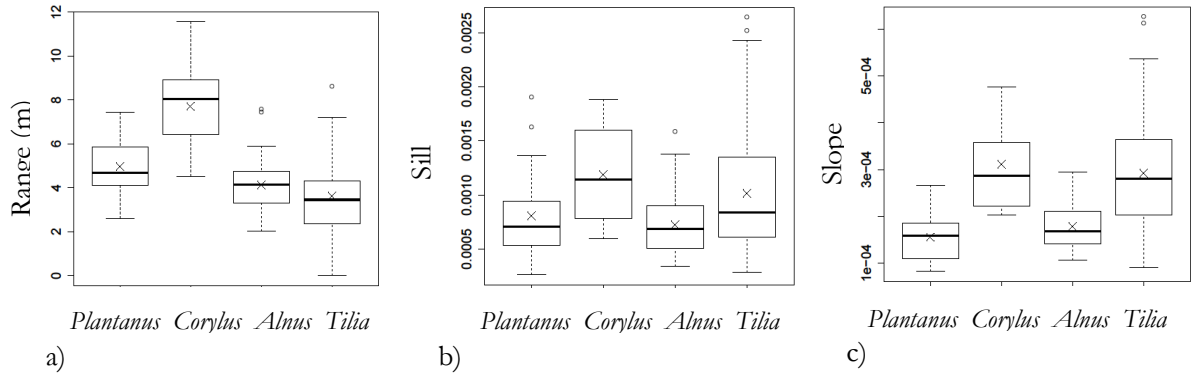 Range (m)
12
10
8
6
4
2
0
Plantanus Corylus Alnus Tilia
a)
Sill
0.0025
0.0020
0.0015
0.0010
0.0005
Plantanus Corylus Alnus Tilia
b)
Slope
5e-04
3e-04
1e-04
Plantanus Corylus Alnus Tilia
c)